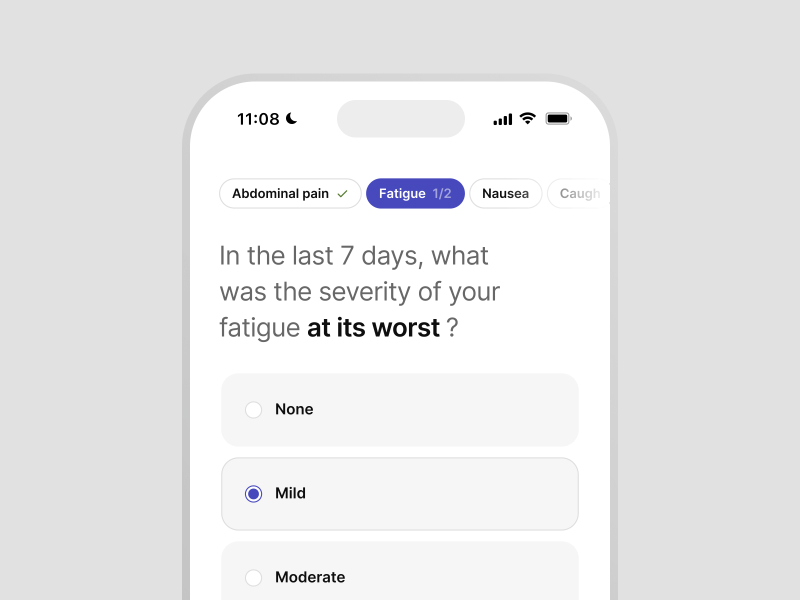 11:08
Abdominal pain Fatigue 1/2 Nausea Caugh
In the last 7 days, what
was the severity of your
fatigue at its worst ?
None
Mild
Moderate